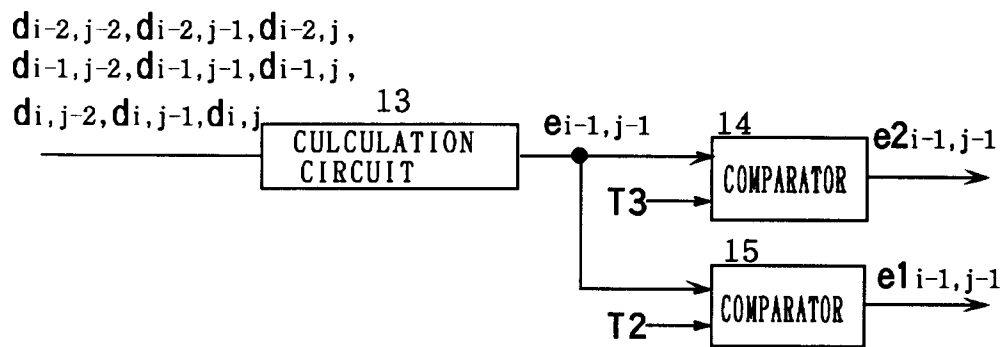 di-2,j-2,di-2,j-1,di-2,j,
di-1,j-2,di-1,j-1,di-1,j,
di,j-2,di,j-1,di,j
13
CULCULATION
CIRCUIT
ei-1,j-1
14
COMPARATOR
e2i-1,j-1
T3
15
COMPARATOR
e1i-1,j-1
T2